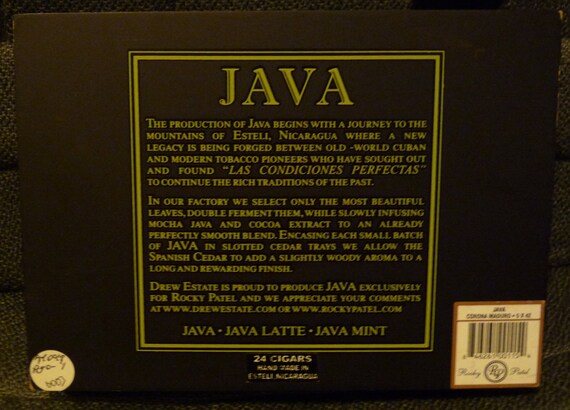 JAVA
THE PRODUCTION OF JAVA BEGINS WITH A JOURNEY TO THE
MOUNTAINS OF ESTELI, NICARAGUA WHERE A NEW
LEGACY IS BEING FORGED BETWEEN OLD -WORLD CUBAN
AND MODERN TOBACCO PIONEERS WHO HAVE SOUGHT OUT
AND FOUND "LAS CONDICIONES PERFECTAS"
TO CONTINUE THE RICH TRADITIONS OF THE PAST.
IN OUR FACTORY WE SELECT ONLY THE MOST BEAUTIFUL
LEAVES, DOUBLE FERMENT THEM, WHILE SLOWLY INFUSING
MOCHA JAVA AND COCOA EXTRACT TO AN ALREADY
PERFECTLY SMOOTH BLEND. ENCASING EACH SMALL BATCH
OF JAVA IN SLOTTED CEDAR TRAYS WE ALLOW THE
SPANISH CEDAR TO ADD A SLIGHTLY WOODY AROMA TO A
LONG AND REWARDING FINISH.
DREW ESTATE IS PROUD TO PRODUCE JAVA EXCLUSIVELY
FOR ROCKY PATEL AND WE APPRECIATE YOUR COMMENTS
AT WWW.DREWESTATE.COM OR WWW.ROCKYPATEL.COM
JAVA • JAVA LATTE • JAVA MINT
24 CIGARS
HAND MADE IN
ESTELI NICARAGUA
JAVA
CORONA MADURO • 5 X 42
Rocky RP Patel